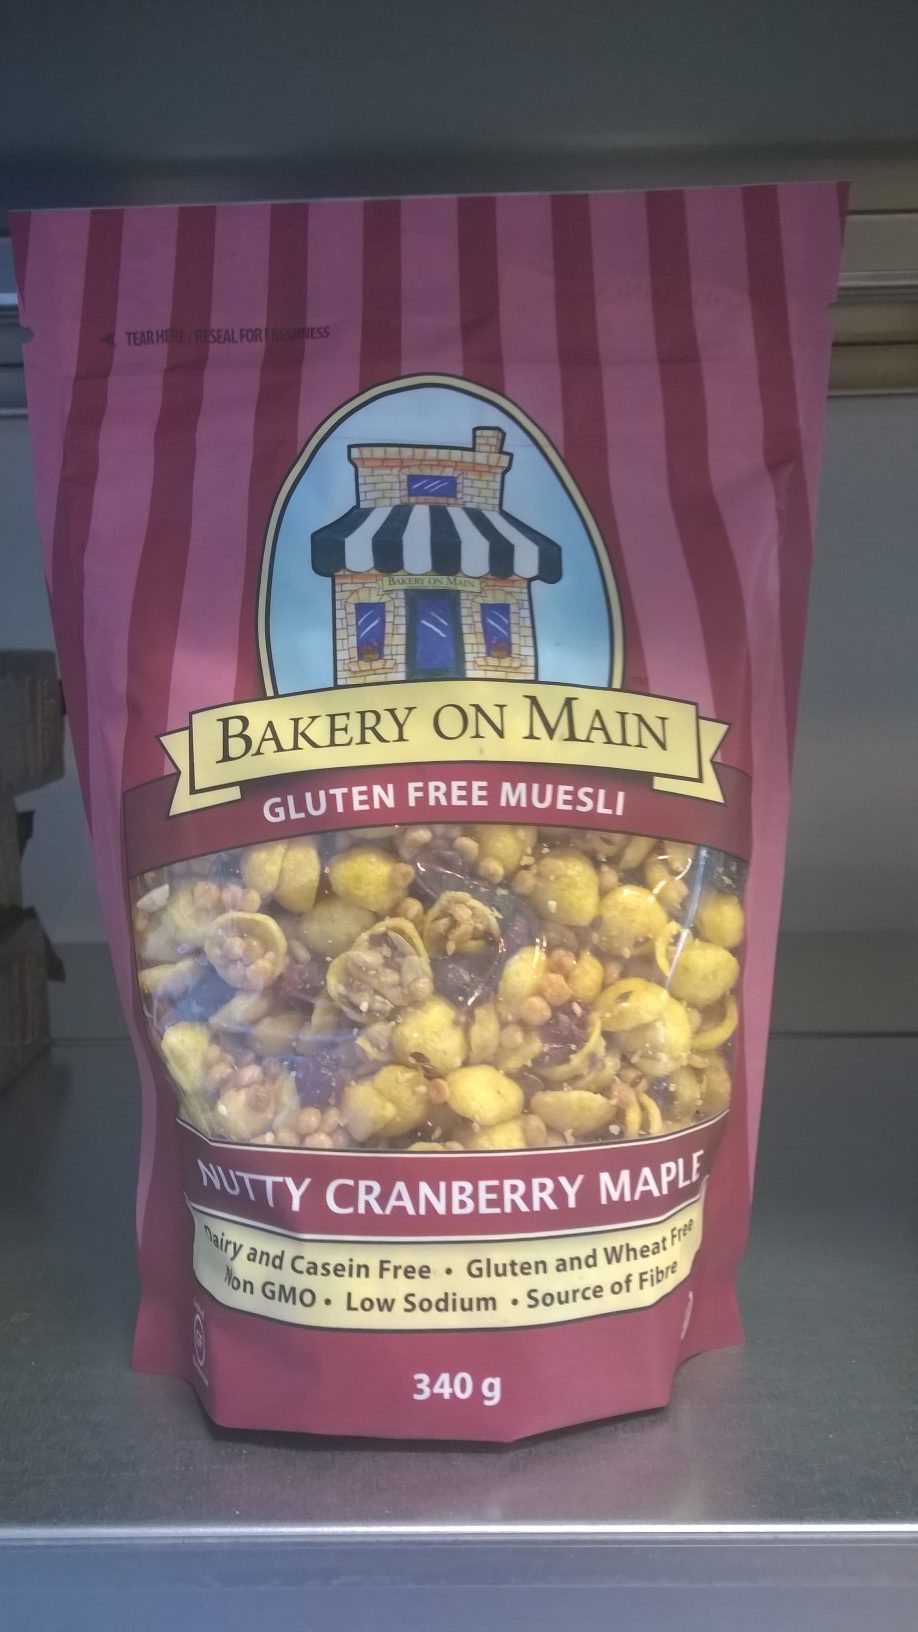 TEAR HERE / RESEAL FOR FRESHNESS
BAKERY ON MAIN
BAKERY ON MAIN
GLUTEN FREE MUESLI
NUTTY CRANBERRY MAPLE
Dairy and Casein Free • Gluten and Wheat Free
Non GMO • Low Sodium • Source of Fibre
340 g